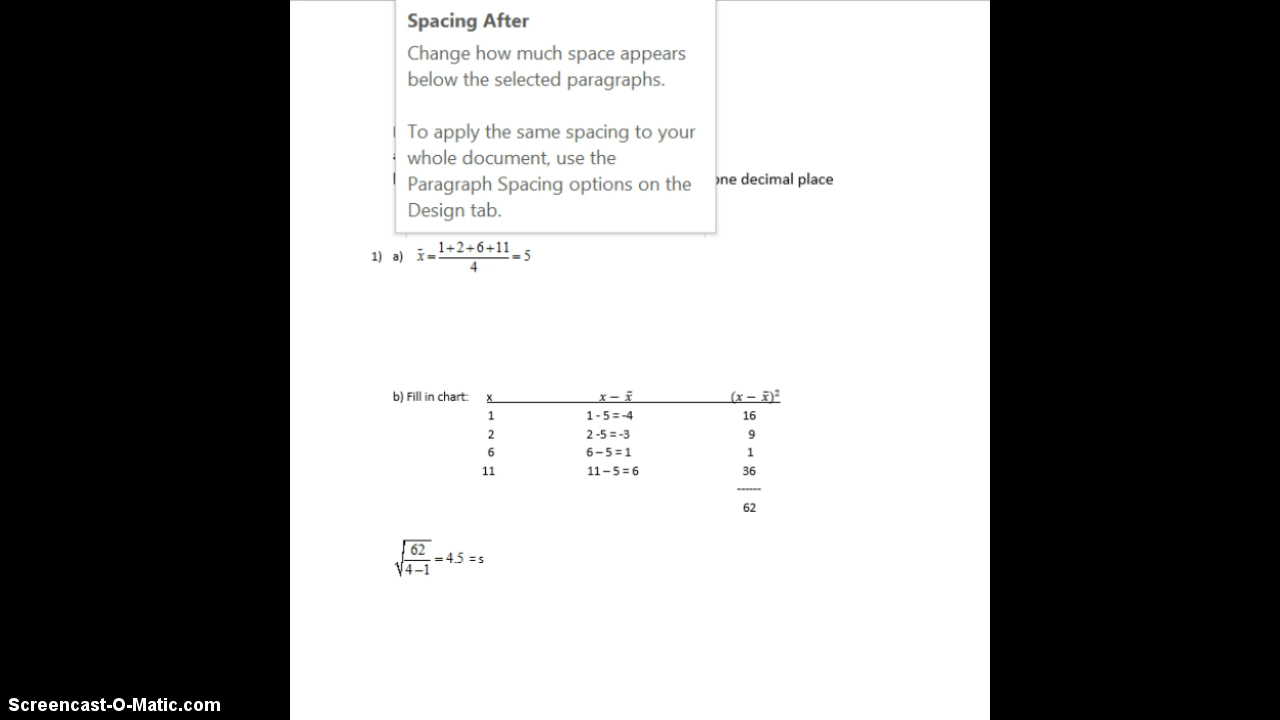 Spacing After
Change how much space appears
below the selected paragraphs.
To apply the same spacing to your
whole document, use the
Paragraph Spacing options on the
Design tab.
one decimal place
1) a) x̄ = (1+2+6+11)/4 = 5
b) Fill in chart: x x − x̄ (x − x̄)²
1 1 - 5 = -4 16
2 2 -5 = -3 9
6 6 – 5 = 1 1
11 11 – 5 = 6 36
------
62
√(62/(4−1)) = 4.5 = s
Screencast-O-Matic.com